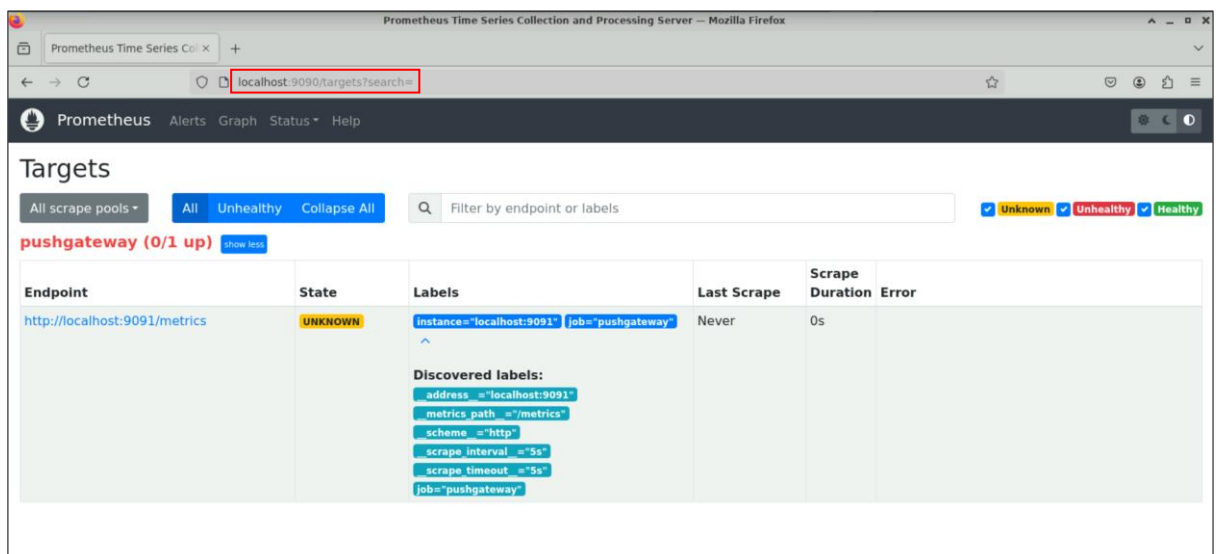 Prometheus Time Series Collection and Processing Server — Mozilla Firefox
Prometheus Time Series Col × +
localhost:9090/targets?search=
Prometheus Alerts Graph Status Help
Targets
All scrape pools All Unhealthy Collapse All Filter by endpoint or labels Unknown Unhealthy Healthy
pushgateway (0/1 up) show less
Endpoint State Labels Last Scrape Scrape Duration Error
http://localhost:9091/metrics UNKNOWN instance="localhost:9091" job="pushgateway" Never 0s
Discovered labels:
__address__="localhost:9091"
__metrics_path__="/metrics"
__scheme__="http"
__scrape_interval__="5s"
__scrape_timeout__="5s"
job="pushgateway"